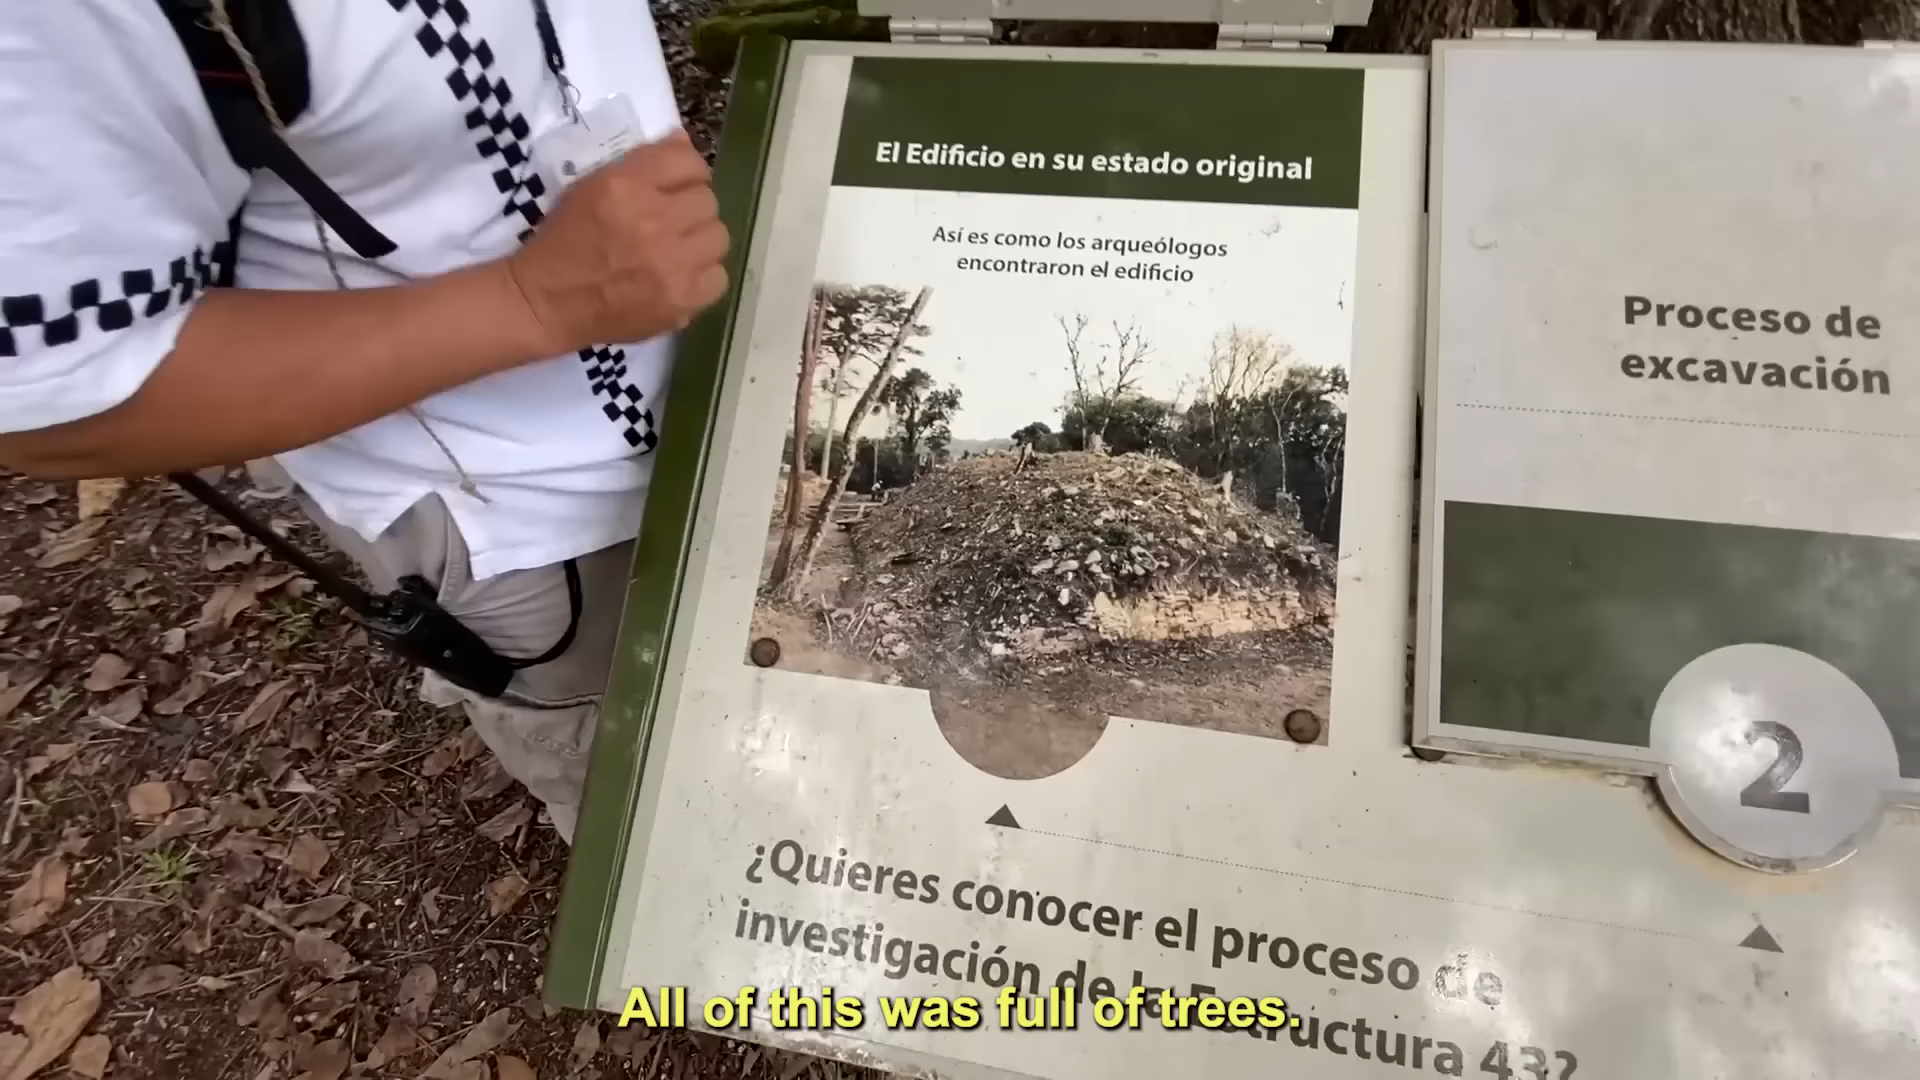 El Edificio en su estado original
Así es como los arqueólogos
encontraron el edificio
Proceso de
excavación
2
¿Quieres conocer el proceso de
investigación de la Estructura 43?
All of this was full of trees.